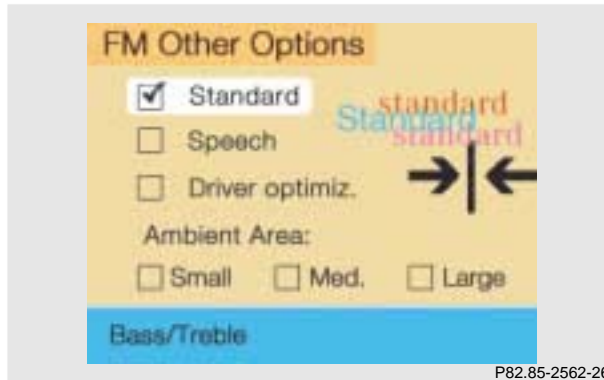 FM Other Options
Standard
Speech
Driver optimiz.
standard
Standard
standard
Ambient Area:
Small Med. Large
Bass/Treble
P82.85-2562-26